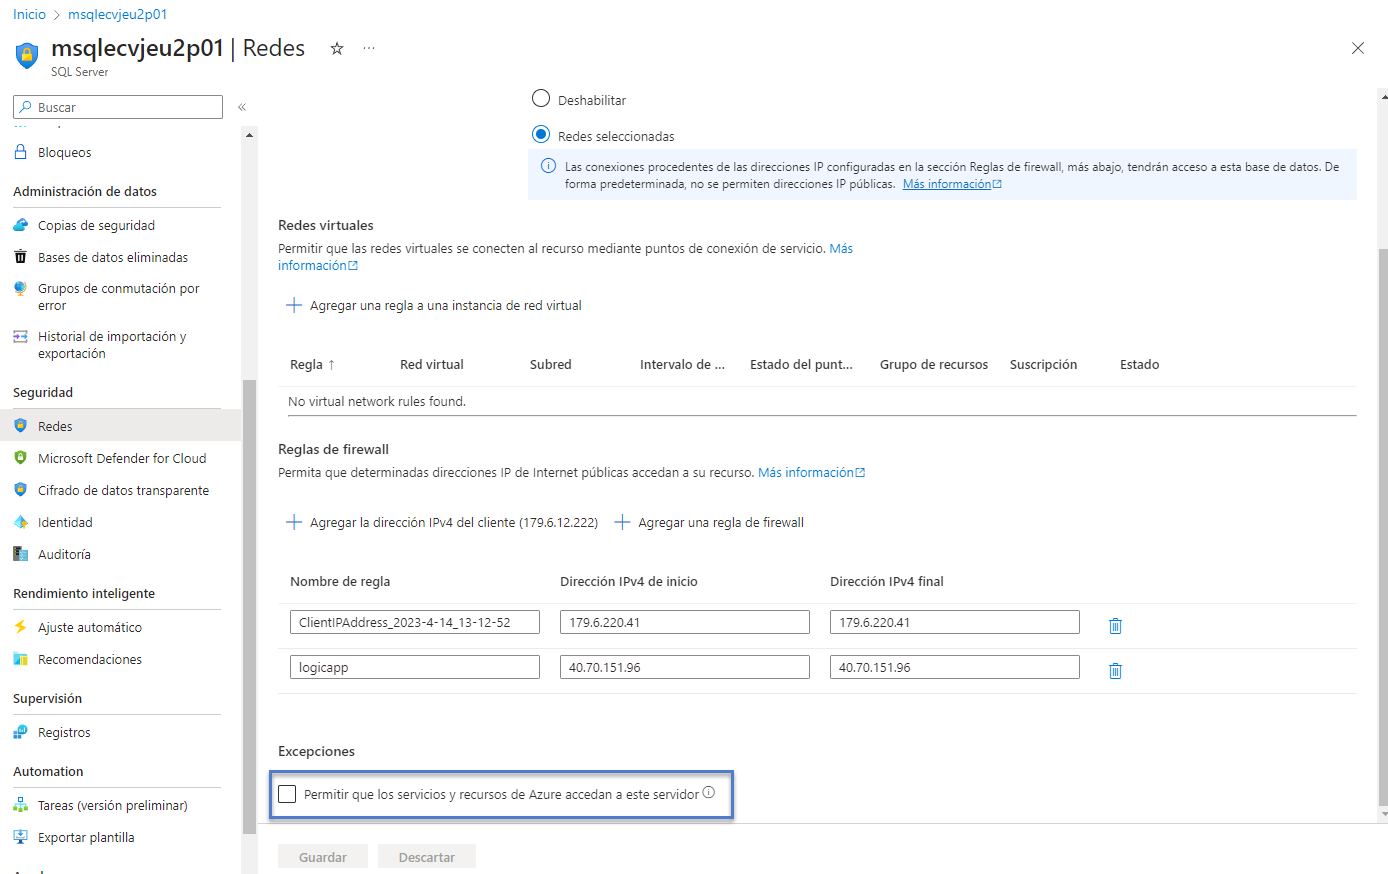 Inicio > msqlecvjeu2p01
msqlecvjeu2p01 | Redes
SQL Server
Buscar
Bloqueos
Administración de datos
Copias de seguridad
Bases de datos eliminadas
Grupos de conmutación por
error
Historial de importación y
exportación
Seguridad
Redes
Microsoft Defender for Cloud
Cifrado de datos transparente
Identidad
Auditoría
Rendimiento inteligente
Ajuste automático
Recomendaciones
Supervisión
Registros
Automation
Tareas (versión preliminar)
Exportar plantilla
Deshabilitar
Redes seleccionadas
Las conexiones procedentes de las direcciones IP configuradas en la sección Reglas de firewall, más abajo, tendrán acceso a esta base de datos. De
forma predeterminada, no se permiten direcciones IP públicas. Más información
Redes virtuales
Permitir que las redes virtuales se conecten al recurso mediante puntos de conexión de servicio. Más
información
Agregar una regla a una instancia de red virtual
Regla ↑ Red virtual Subred Intervalo de ... Estado del punt... Grupo de recursos Suscripción Estado
No virtual network rules found.
Reglas de firewall
Permita que determinadas direcciones IP de Internet públicas accedan a su recurso. Más información
Agregar la dirección IPv4 del cliente (179.6.12.222) Agregar una regla de firewall
Nombre de regla Dirección IPv4 de inicio Dirección IPv4 final
ClientIPAddress_2023-4-14_13-12-52 179.6.220.41 179.6.220.41
logicapp 40.70.151.96 40.70.151.96
Excepciones
Permitir que los servicios y recursos de Azure accedan a este servidor
Guardar Descartar